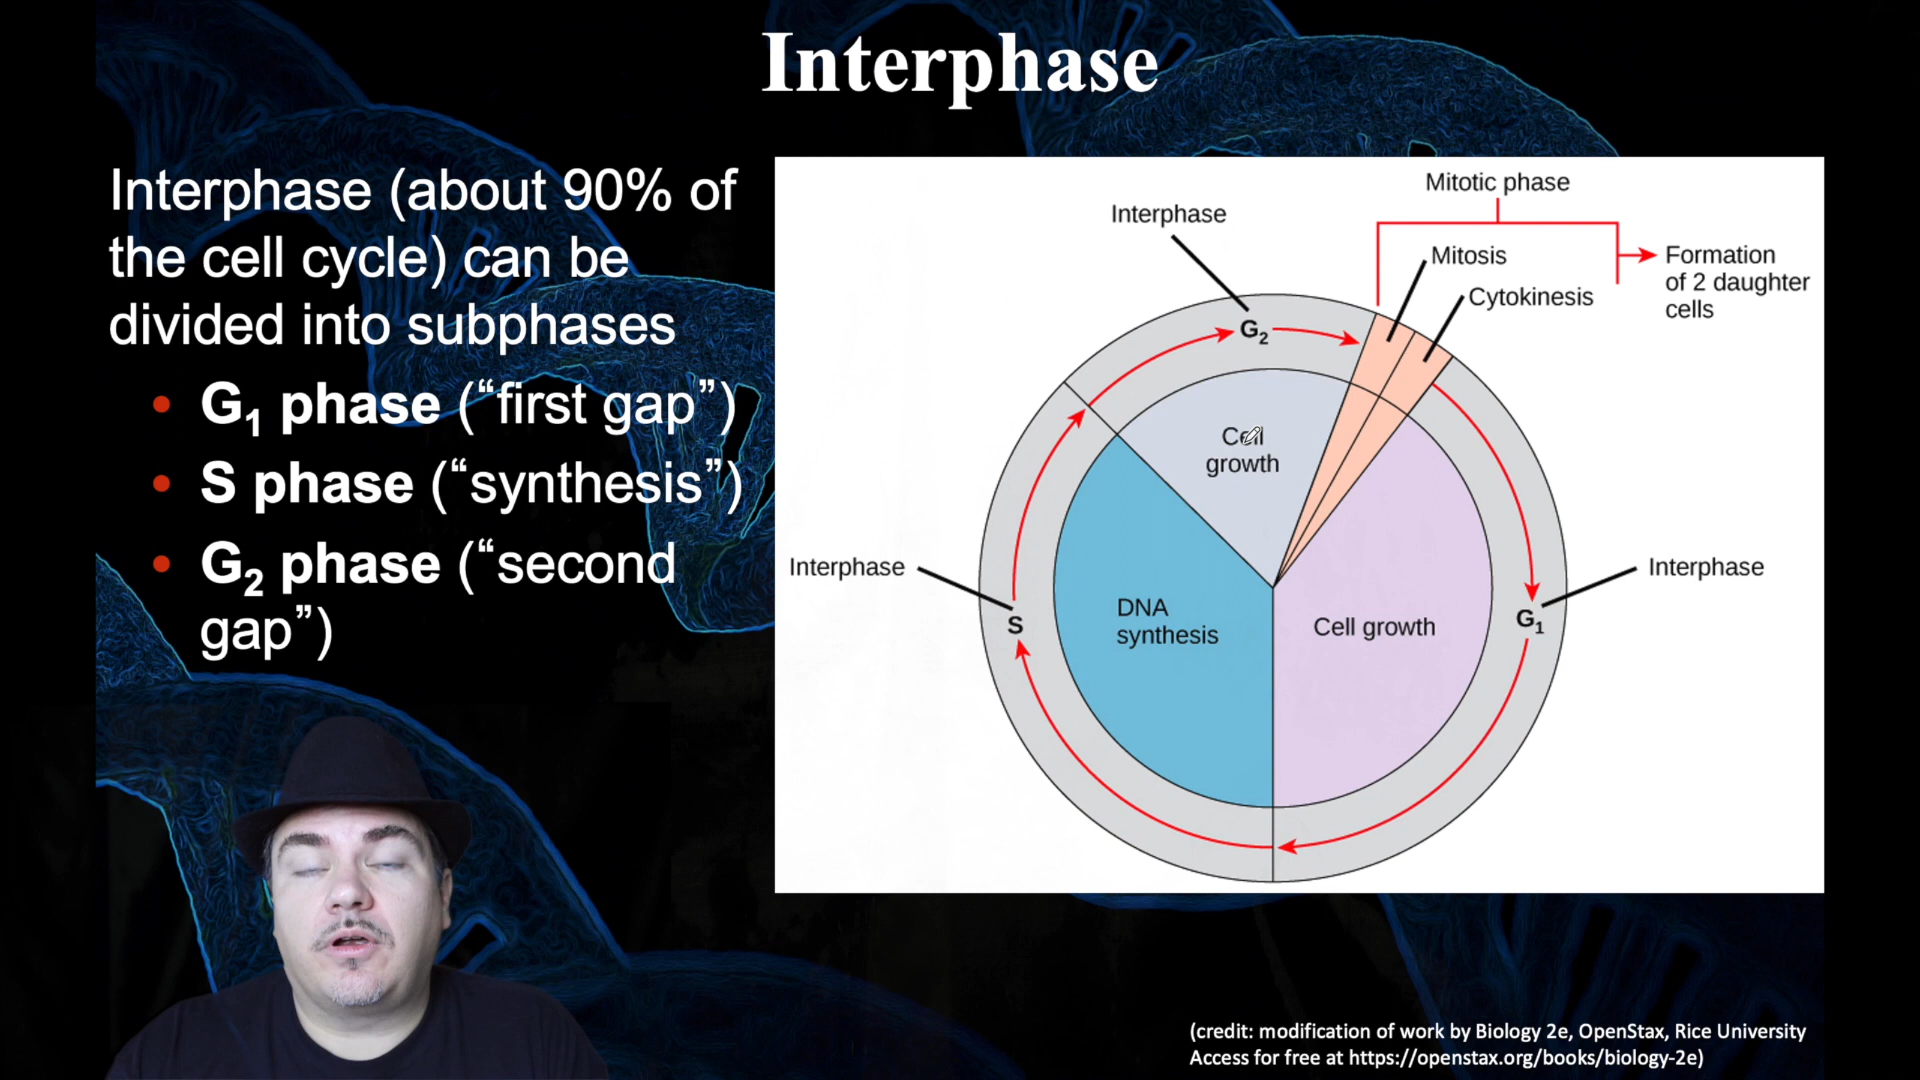 Interphase
Interphase (about 90% of
the cell cycle) can be
divided into subphases
• G₁ phase (“first gap”)
• S phase (“synthesis”)
• G₂ phase (“second
gap”)
Mitotic phase
Interphase
Mitosis
Formation
of 2 daughter
cells
Cytokinesis
G₂
Cell
growth
Interphase
Interphase
DNA
synthesis
Cell growth
S
G₁
(credit: modification of work by Biology 2e, OpenStax, Rice University
Access for free at https://openstax.org/books/biology-2e)